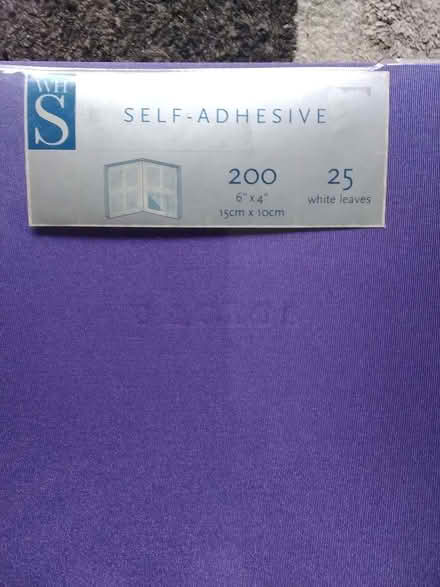 WH
S
SELF-ADHESIVE
200
6" x 4"
15cm x 10cm
25
white leaves